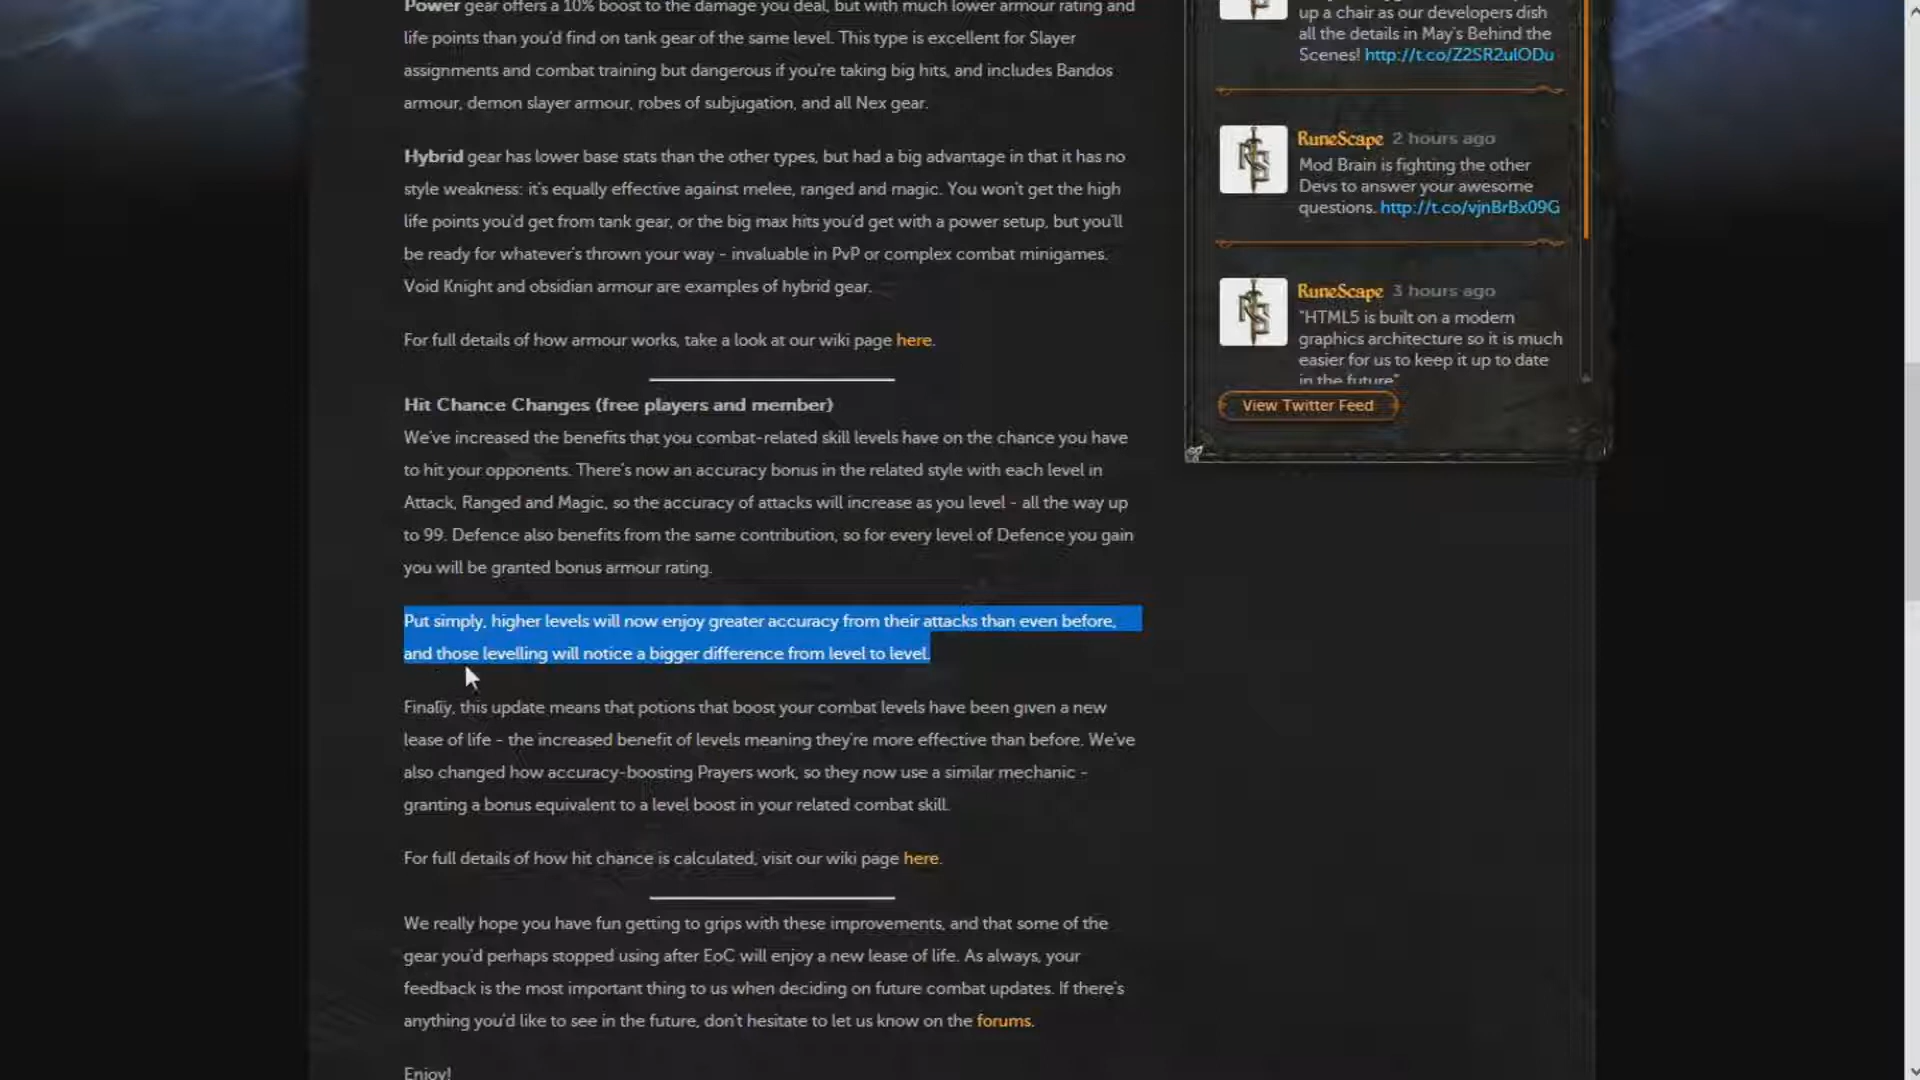 Power gear offers a 10% boost to the damage you deal, but with much lower armour rating and
life points than you'd find on tank gear of the same level. This type is excellent for Slayer
assignments and combat training but dangerous if you're taking big hits, and includes Bandos
armour, demon slayer armour, robes of subjugation, and all Nex gear.
Hybrid gear has lower base stats than the other types, but had a big advantage in that it has no
style weakness: it's equally effective against melee, ranged and magic. You won't get the high
life points you'd get from tank gear, or the big max hits you'd get with a power setup, but you'll
be ready for whatever's thrown your way - invaluable in PvP or complex combat minigames.
Void Knight and obsidian armour are examples of hybrid gear.
For full details of how armour works, take a look at our wiki page here.
Hit Chance Changes (free players and member)
We've increased the benefits that you combat-related skill levels have on the chance you have
to hit your opponents. There's now an accuracy bonus in the related style with each level in
Attack, Ranged and Magic, so the accuracy of attacks will increase as you level - all the way up
to 99. Defence also benefits from the same contribution, so for every level of Defence you gain
you will be granted bonus armour rating.
Put simply, higher levels will now enjoy greater accuracy from their attacks than even before,
and those levelling will notice a bigger difference from level to level.
Finally, this update means that potions that boost your combat levels have been given a new
lease of life - the increased benefit of levels meaning they're more effective than before. We've
also changed how accuracy-boosting Prayers work, so they now use a similar mechanic -
granting a bonus equivalent to a level boost in your related combat skill.
For full details of how hit chance is calculated, visit our wiki page here.
We really hope you have fun getting to grips with these improvements, and that some of the
gear you'd perhaps stopped using after EoC will enjoy a new lease of life. As always, your
feedback is the most important thing to us when deciding on future combat updates. If there's
anything you'd like to see in the future, don't hesitate to let us know on the forums.
Enjoy!
up a chair as our developers dish
all the details in May's Behind the
Scenes! http://t.co/Z2SR2ulODu
RuneScape 2 hours ago
Mod Brain is fighting the other
Devs to answer your awesome
questions. http://t.co/vjnBrBx09G
RuneScape 3 hours ago
"HTML5 is built on a modern
graphics architecture so it is much
easier for us to keep it up to date
in the future"
View Twitter Feed